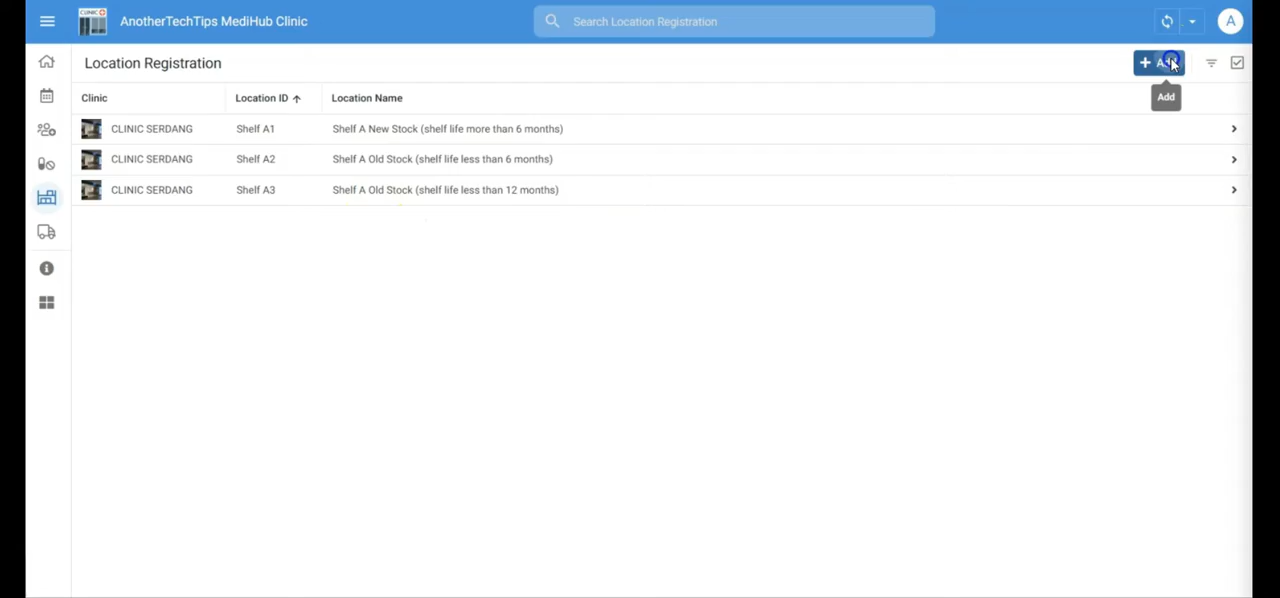 CLINIC
AnotherTechTips MediHub Clinic
Search Location Registration
A
Location Registration
Add
Clinic
Location ID
Location Name
CLINIC SERDANG
Shelf A1
Shelf A New Stock (shelf life more than 6 months)
CLINIC SERDANG
Shelf A2
Shelf A Old Stock (shelf life less than 6 months)
CLINIC SERDANG
Shelf A3
Shelf A Old Stock (shelf life less than 12 months)